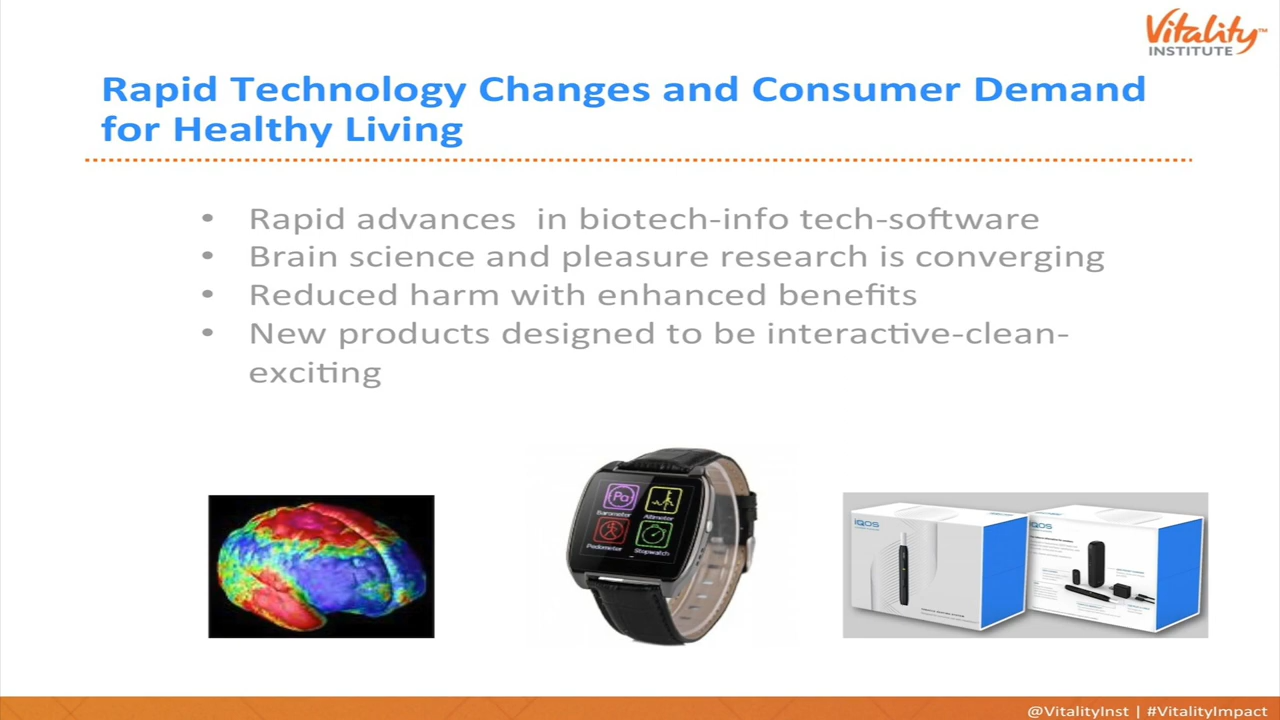 Vitality™
INSTITUTE
Rapid Technology Changes and Consumer Demand
for Healthy Living
• Rapid advances  in biotech-info tech-software
• Brain science and pleasure research is converging
• Reduced harm with enhanced benefits
• New products designed to be interactive-clean-
exciting
Pa
Barometer
Altimeter
Pedometer
Stopwatch
iQOS
iQOS
@VitalityInst | #VitalityImpact